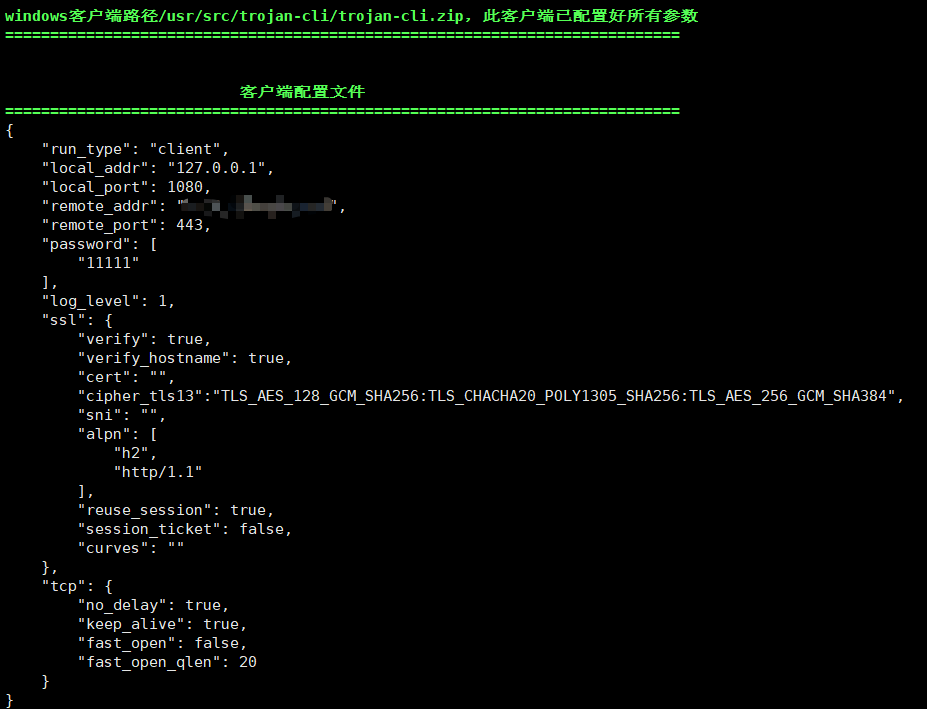 windows客户端路径/usr/src/trojan-cli/trojan-cli.zip，此客户端已配置好所有参数
===========================================================================
客户端配置文件
===========================================================================
{
    "run_type": "client",
    "local_addr": "127.0.0.1",
    "local_port": 1080,
    "remote_addr": "",
    "remote_port": 443,
    "password": [
        "11111"
    ],
    "log_level": 1,
    "ssl": {
        "verify": true,
        "verify_hostname": true,
        "cert": "",
        "cipher_tls13":"TLS_AES_128_GCM_SHA256:TLS_CHACHA20_POLY1305_SHA256:TLS_AES_256_GCM_SHA384",
        "sni": "",
        "alpn": [
            "h2",
            "http/1.1"
        ],
        "reuse_session": true,
        "session_ticket": false,
        "curves": ""
    },
    "tcp": {
        "no_delay": true,
        "keep_alive": true,
        "fast_open": false,
        "fast_open_qlen": 20
    }
}